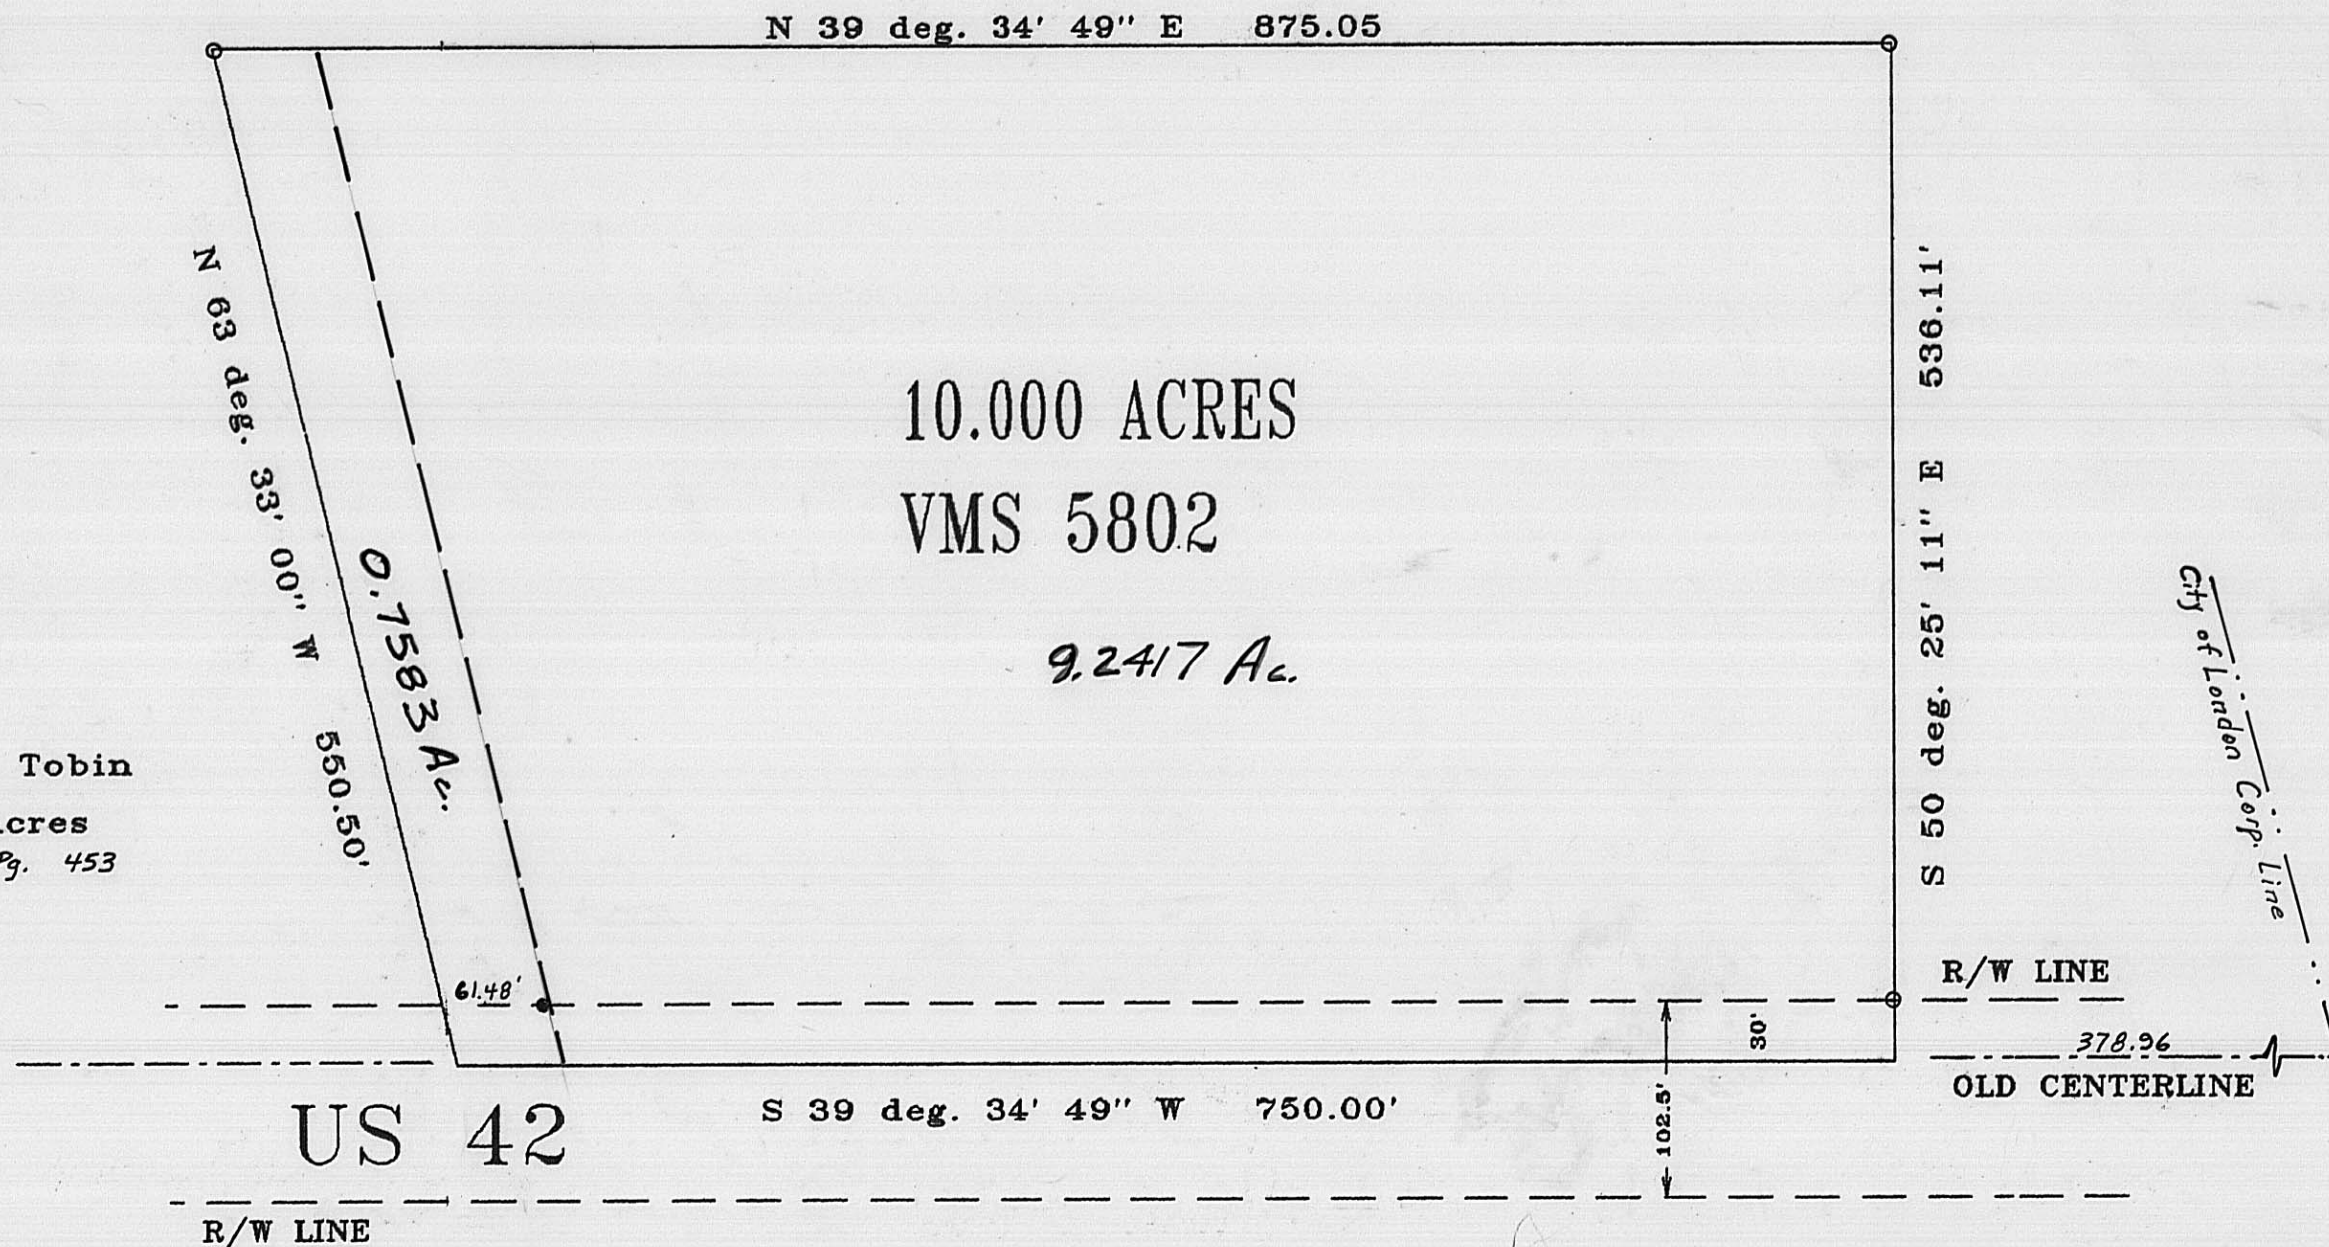 N 39 deg. 34' 49" E 875.05
N 63 deg. 33' 00" W 550.50'
0.7583 Ac.
10.000 ACRES
VMS 5802
9.2417 Ac.
S 50 deg. 25' 11" E 536.11'
City of London Corp. Line
Tobin
cres
Pg. 453
61.48'
R/W LINE
30'
378.96
OLD CENTERLINE
S 39 deg. 34' 49" W 750.00'
102.5'
US 42
R/W LINE